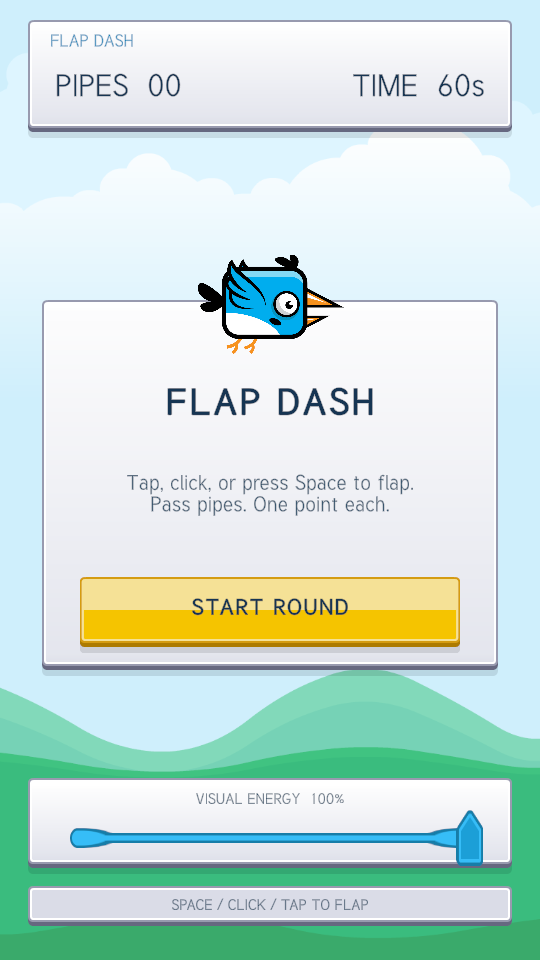 FLAP DASH
PIPES 00
TIME 60s
FLAP DASH
Tap, click, or press Space to flap.
Pass pipes. One point each.
START ROUND
VISUAL ENERGY 100%
SPACE / CLICK / TAP TO FLAP